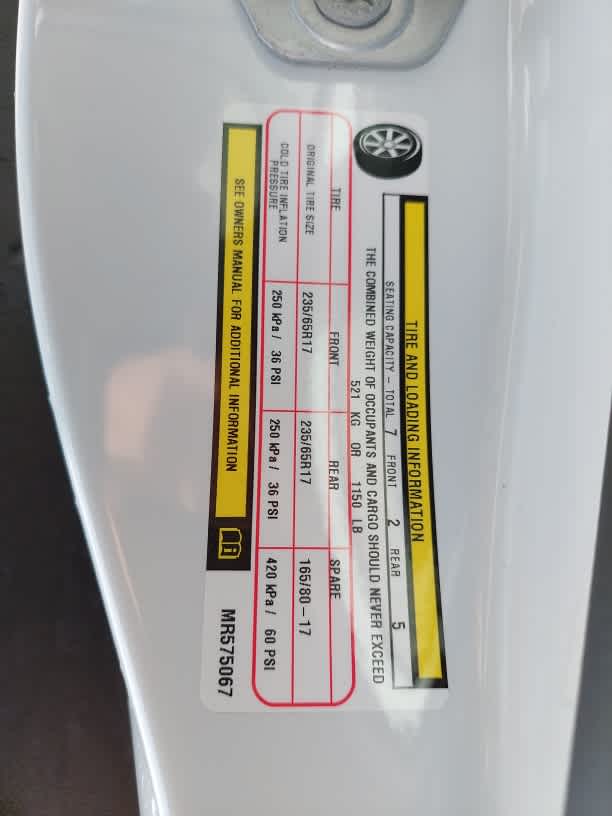 TIRE AND LOADING INFORMATION
SEATING CAPACITY – TOTAL 7 FRONT 2 REAR 5
THE COMBINED WEIGHT OF OCCUPANTS AND CARGO SHOULD NEVER EXCEED
521 KG OR 1150 LB
TIRE FRONT REAR SPARE
ORIGINAL TIRE SIZE 235/65R17 235/65R17 165/80–17
COLD TIRE INFLATION PRESSURE 250 kPa / 36 PSI 250 kPa / 36 PSI 420 kPa / 60 PSI
SEE OWNERS MANUAL FOR ADDITIONAL INFORMATION
MR575067